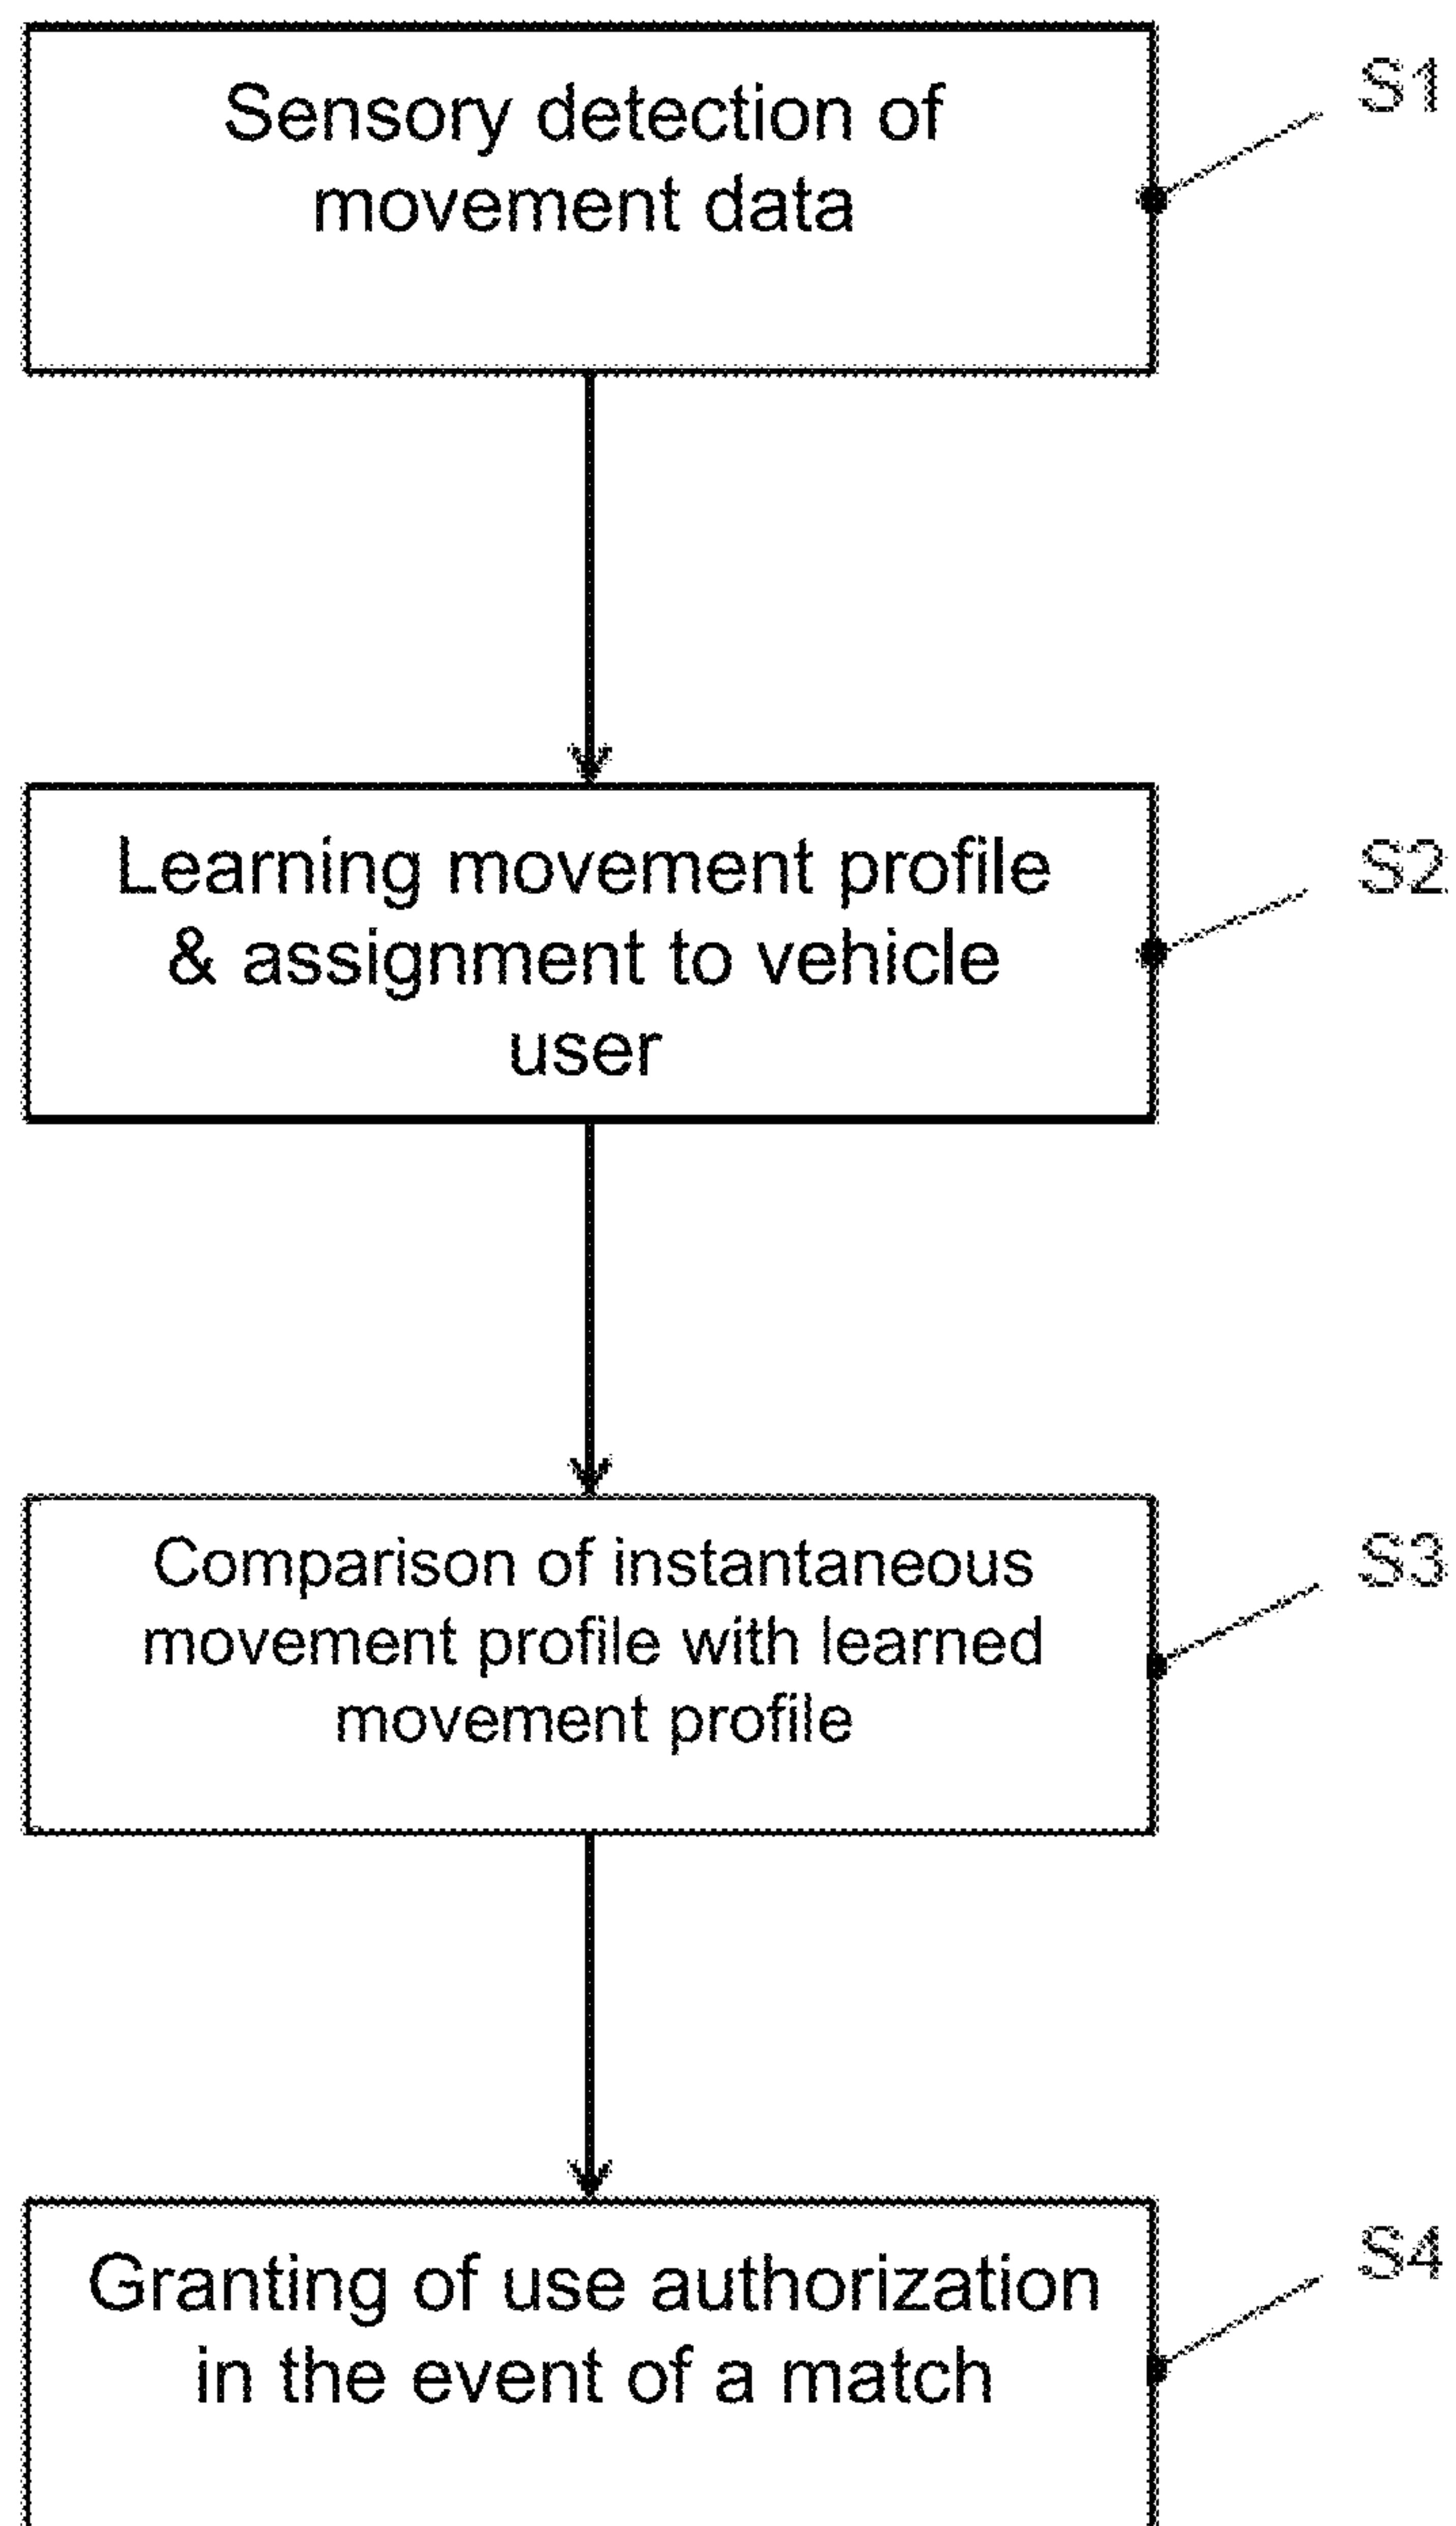 Sensory detection of
movement data
S1
Learning movement profile
& assignment to vehicle
user
S2
Comparison of instantaneous
movement profile with learned
movement profile
S3
Granting of use authorization
in the event of a match
S4